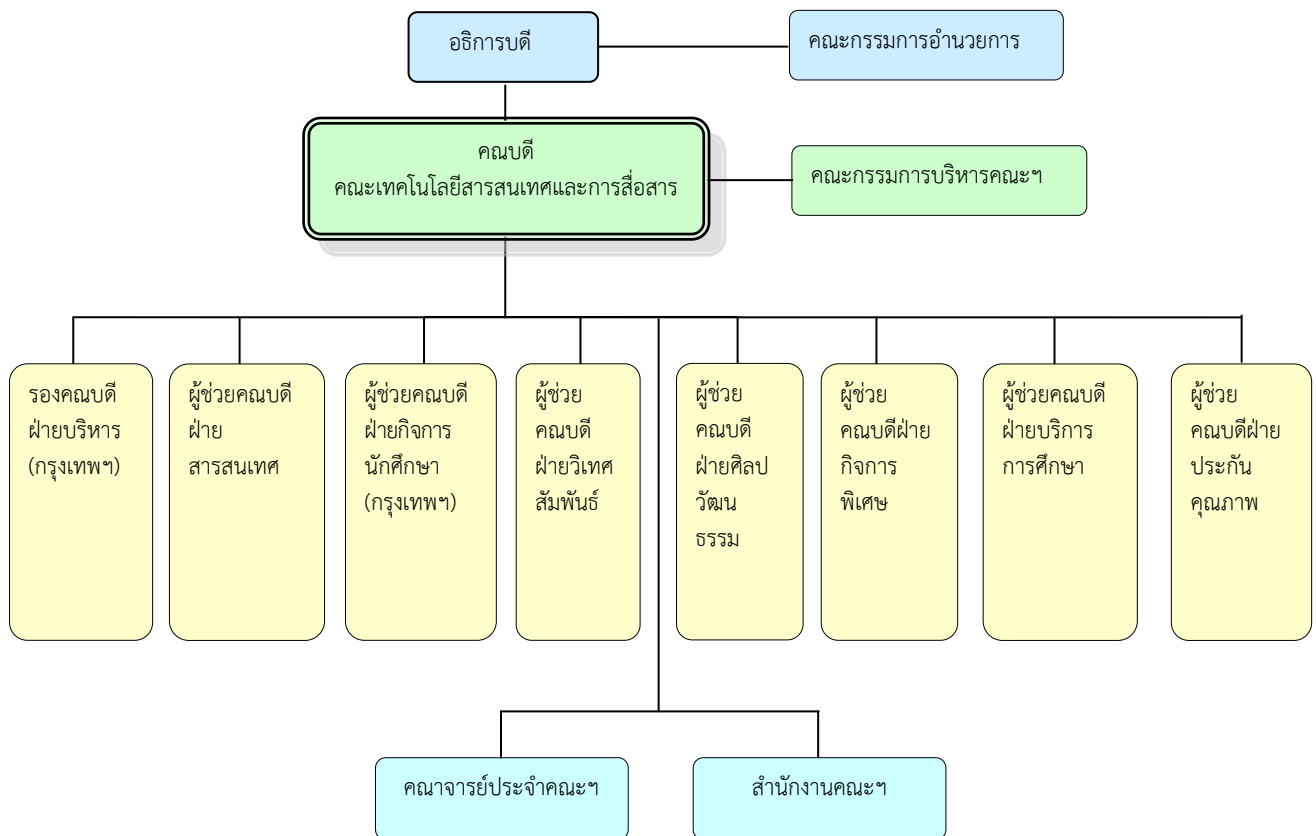 อธิการบดี
คณะกรรมการอำนวยการ
คณบดี
คณะเทคโนโลยีสารสนเทศและการสื่อสาร
คณะกรรมการบริหารคณะฯ
รองคณบดี
ฝ่ายบริหาร
(กรุงเทพฯ)
ผู้ช่วยคณบดี
ฝ่าย
สารสนเทศ
ผู้ช่วยคณบดี
ฝ่ายกิจการ
นักศึกษา
(กรุงเทพฯ)
ผู้ช่วย
คณบดี
ฝ่ายวิเทศ
สัมพันธ์
ผู้ช่วย
คณบดี
ฝ่ายศิลป
วัฒน
ธรรม
ผู้ช่วย
คณบดีฝ่าย
กิจการ
พิเศษ
ผู้ช่วยคณบดี
ฝ่ายบริการ
การศึกษา
ผู้ช่วย
คณบดีฝ่าย
ประกัน
คุณภาพ
คณาจารย์ประจำคณะฯ
สำนักงานคณะฯ